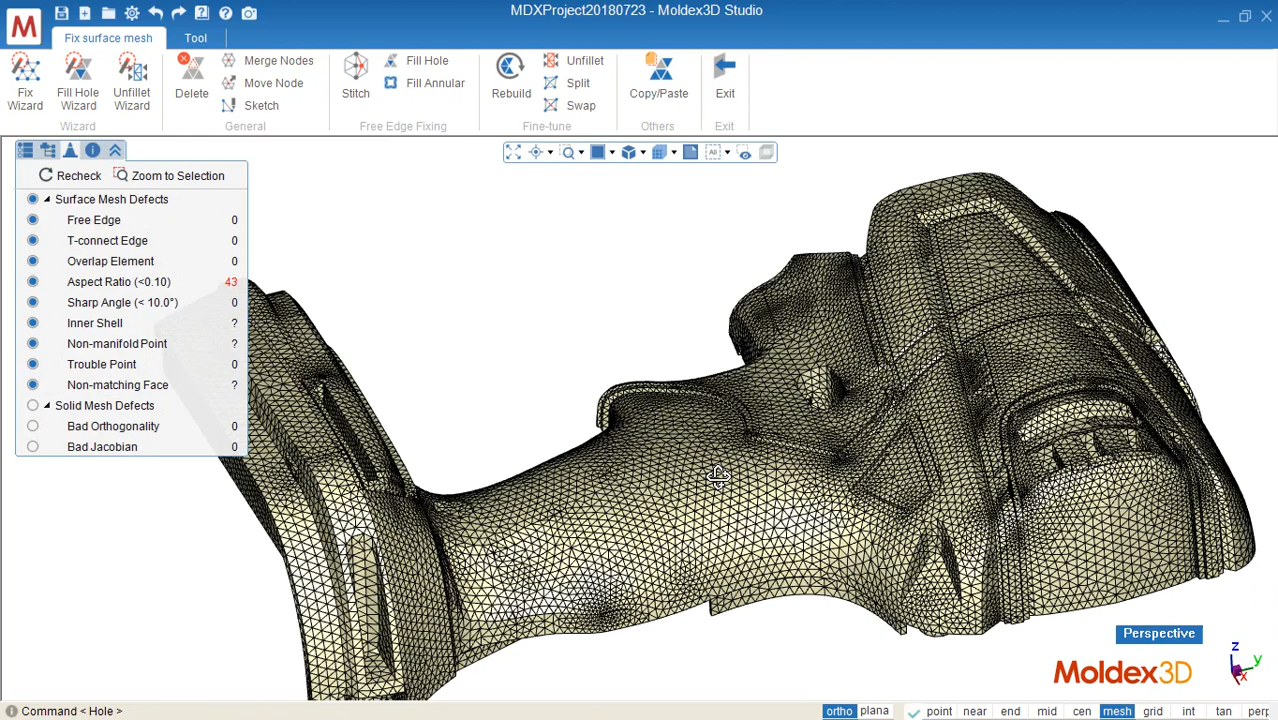 MDXProject20180723 - Moldex3D Studio
M
Fix surface mesh
Tool
Fix Wizard
Fill Hole Wizard
Unfillet Wizard
Wizard
Delete
Merge Nodes
Move Node
Sketch
General
Stitch
Fill Hole
Fill Annular
Free Edge Fixing
Rebuild
Unfillet
Split
Swap
Fine-tune
Copy/Paste
Others
Exit
Exit
All
Recheck
Zoom to Selection
Surface Mesh Defects
Free Edge 0
T-connect Edge 0
Overlap Element 0
Aspect Ratio (<0.10) 43
Sharp Angle (< 10.0°) 0
Inner Shell ?
Non-manifold Point ?
Trouble Point 0
Non-matching Face ?
Solid Mesh Defects
Bad Orthogonality 0
Bad Jacobian 0
Perspective
Moldex3D
z
y
x
Command < Hole >
ortho plana point near end mid cen mesh grid int tan perp